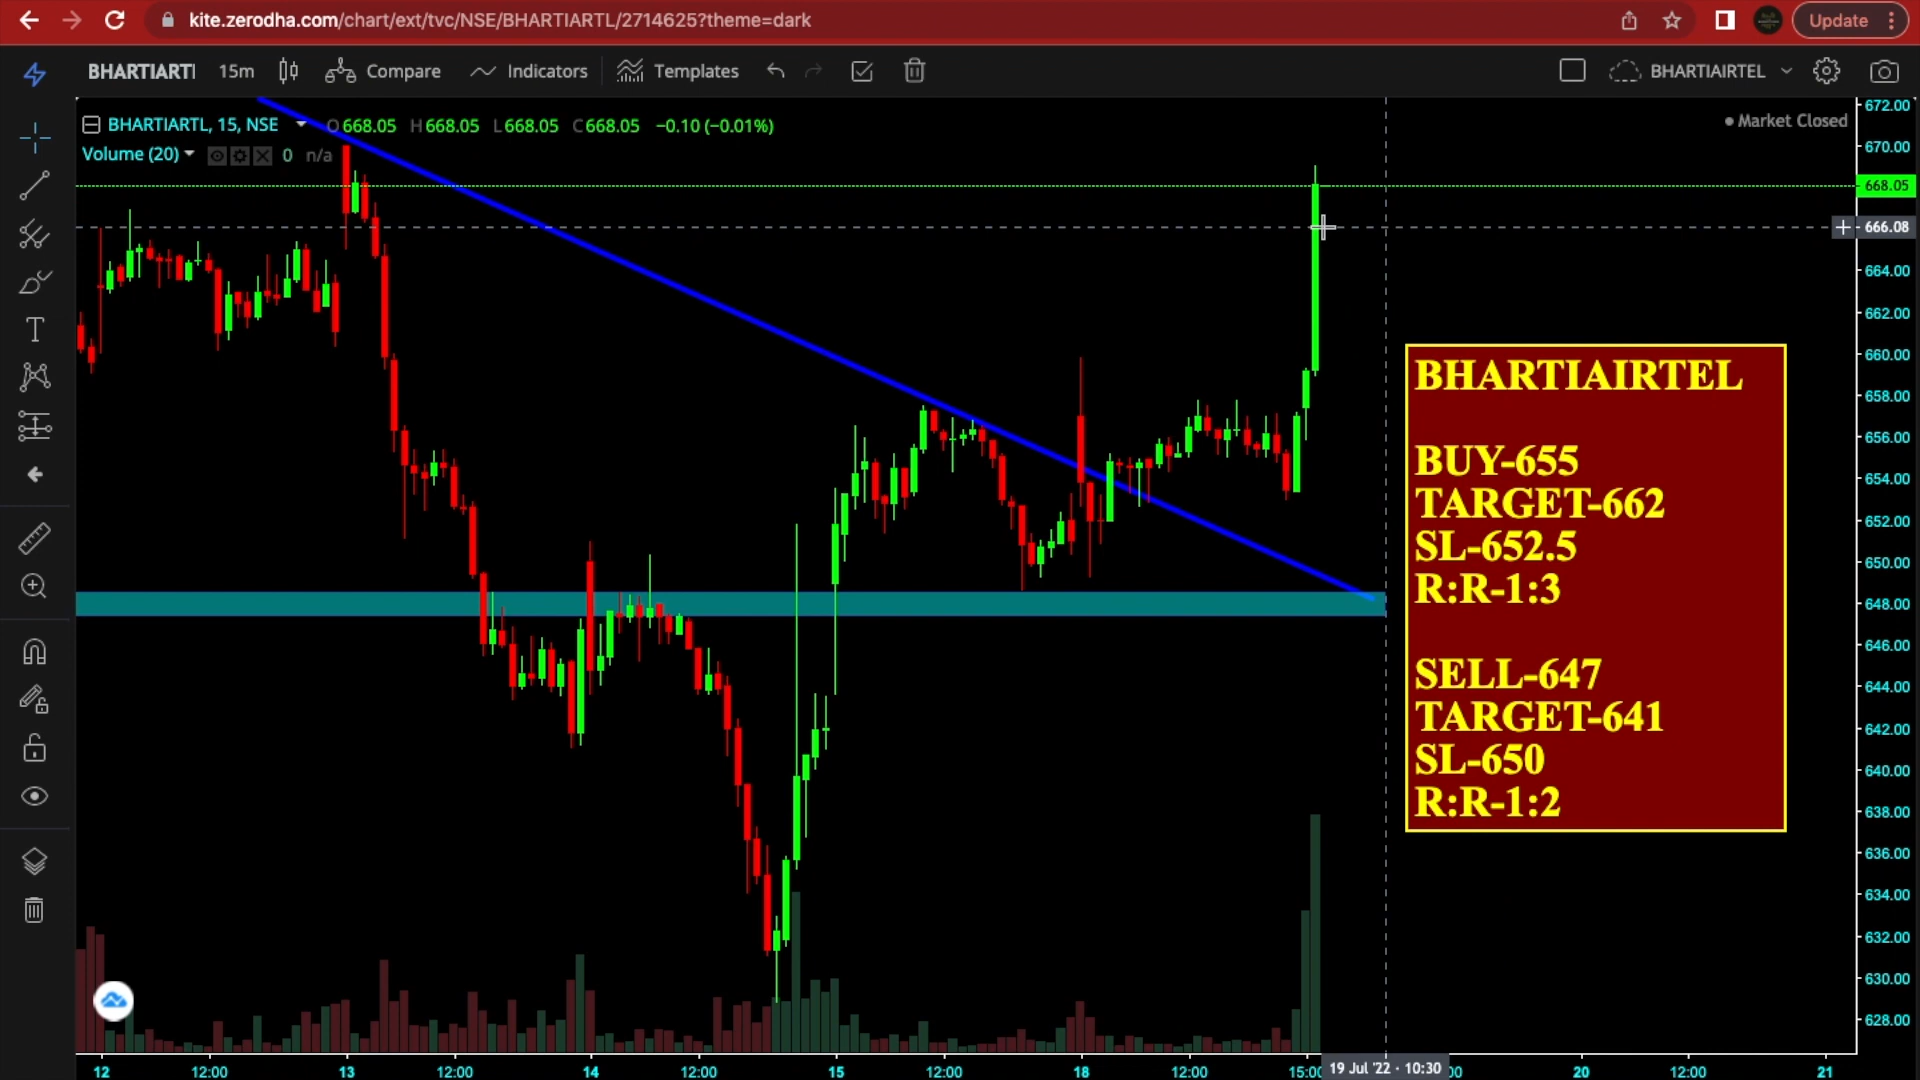 kite.zerodha.com/chart/ext/tvc/NSE/BHARTIARTL/2714625?theme=dark
Update
BHARTIARTL 15m Compare Indicators Templates BHARTIAIRTEL
BHARTIARTL, 15, NSE O668.05 H668.05 L668.05 C668.05 −0.10 (−0.01%)
Market Closed
Volume (20) 0 n/a
672.00
670.00
668.05
666.08
664.00
662.00
660.00
658.00
656.00
654.00
652.00
650.00
648.00
646.00
644.00
642.00
640.00
638.00
636.00
634.00
632.00
630.00
628.00
BHARTIAIRTEL
BUY-655
TARGET-662
SL-652.5
R:R-1:3
SELL-647
TARGET-641
SL-650
R:R-1:2
12 12:00 13 12:00 14 12:00 15 12:00 18 12:00 15:00 19 Jul '22 · 10:30 :00 20 12:00 21